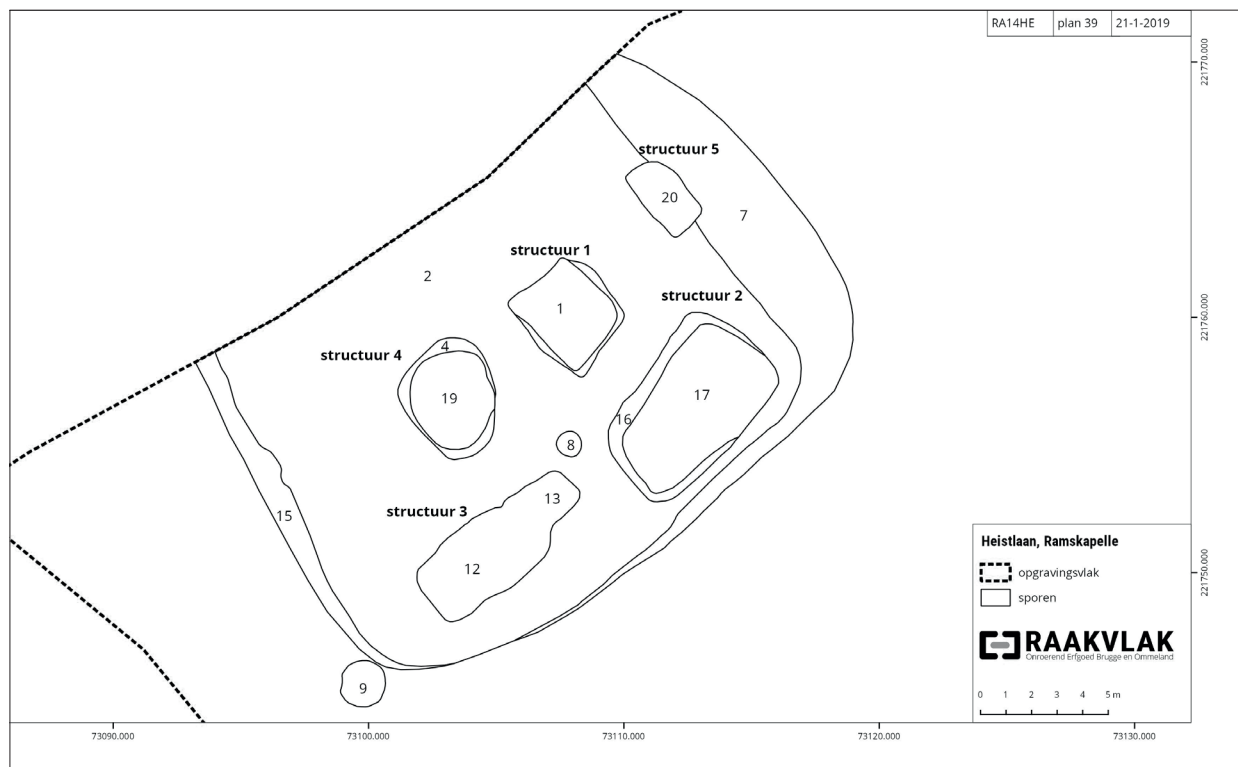 RA14HE plan 39 21-1-2019
221770.000
structuur 5
20
7
structuur 1
2
1
structuur 2
221760.000
structuur 4
4
19
17
16
8
structuur 3
13
15
12
9
Heistlaan, Ramskapelle
opgravingsvlak
sporen
221750.000
RAAKVLAK
Onroerend Erfgoed Brugge en Ommeland
0 1 2 3 4 5 m
73090.000 73100.000 73110.000 73120.000 73130.000